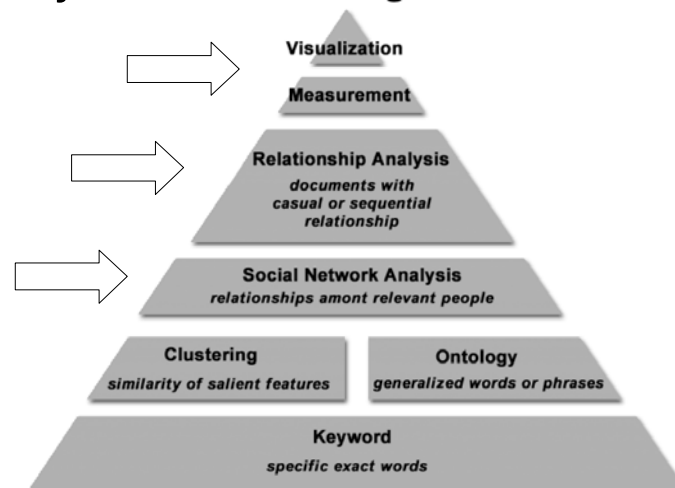 Visualization
Measurement
Relationship Analysis
documents with
casual or sequential
relationship
Social Network Analysis
relationships amont relevant people
Clustering
similarity of salient features
Ontology
generalized words or phrases
Keyword
specific exact words